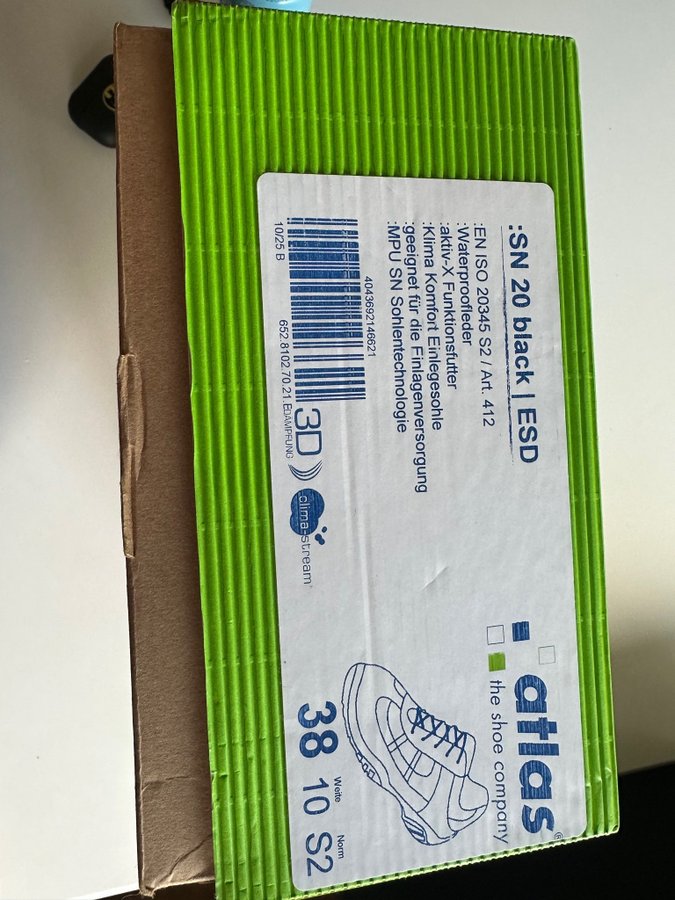 :SN 20 black | ESD
:EN ISO 20345 S2 / Art. 412
:Waterproofleder
:aktiv-X Funktionsfutter
:Klima Komfort Einlegesohle
:geeignet für die Einlagenversorgung
:MPU SN Sohlentechnologie
atlas®
the shoe company
4043692146621
10/25 B
652.8102.70.21.E
3D
DÄMPFUNG
clima-stream
Weite Norm
38 10 S2